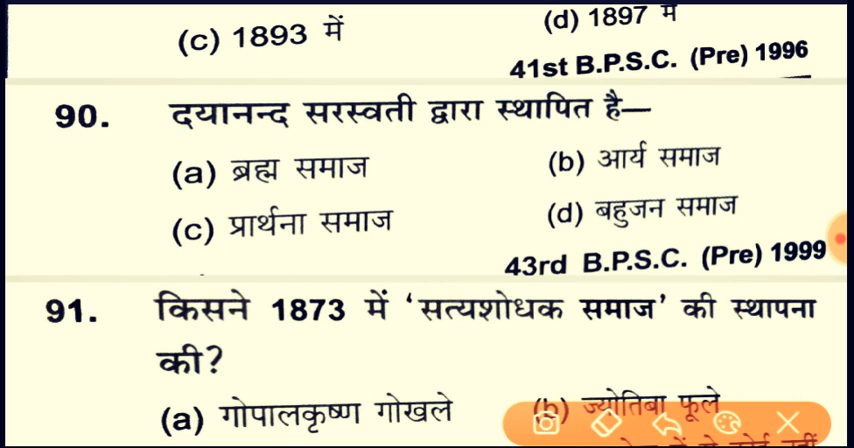 (c) 1893 में (d) 1897 में
41st B.P.S.C. (Pre) 1996
90. दयानन्द सरस्वती द्वारा स्थापित है—
(a) ब्रह्म समाज (b) आर्य समाज
(c) प्रार्थना समाज (d) बहुजन समाज
43rd B.P.S.C. (Pre) 1999
91. किसने 1873 में ‘सत्यशोधक समाज’ की स्थापना
की?
(a) गोपालकृष्ण गोखले (b) ज्योतिबा फूले
में से कोई नहीं